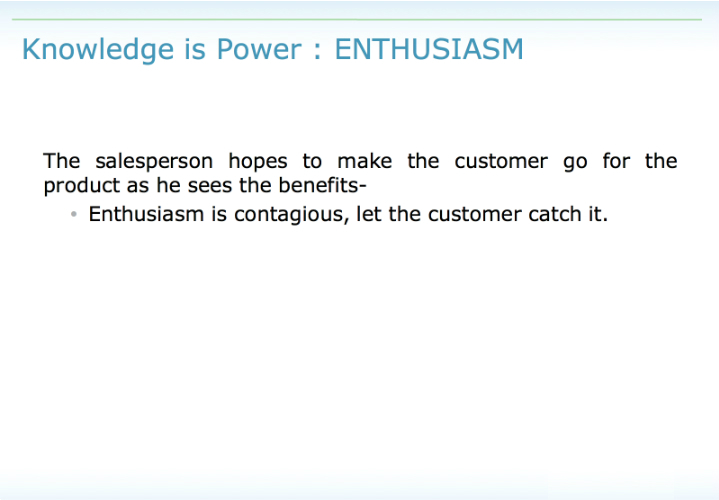 Knowledge is Power : ENTHUSIASM
The salesperson hopes to make the customer go for the
product as he sees the benefits-
• Enthusiasm is contagious, let the customer catch it.